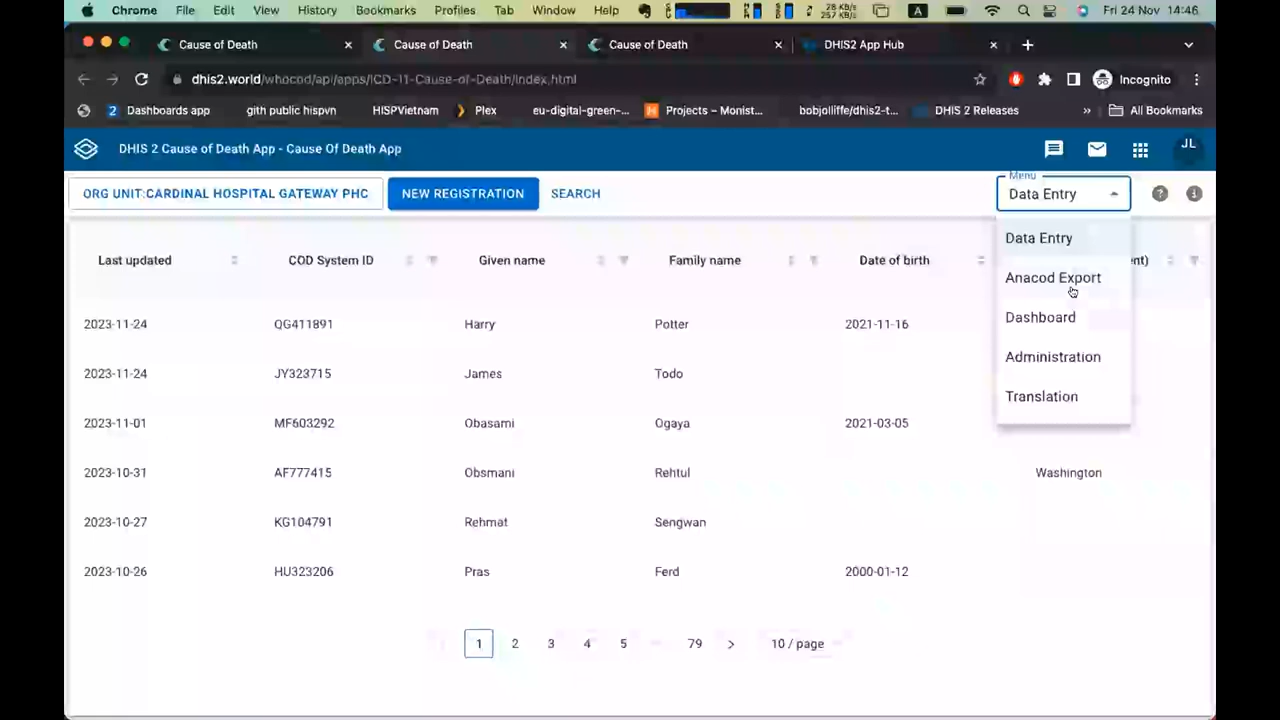 Chrome File Edit View History Bookmarks Profiles Tab Window Help 28 KB/s 257 KB/s A Fri 24 Nov 14:46
Cause of Death Cause of Death Cause of Death DHIS2 App Hub
dhis2.world/whocod/api/apps/ICD-11-Cause-of-Death/index.html Incognito
Dashboards app gith public hispvn HISPVietnam Plex eu-digital-green-... Projects – Monist... bobjolliffe/dhis2-t... DHIS 2 Releases » All Bookmarks
DHIS 2 Cause of Death App - Cause Of Death App JL
ORG UNIT:CARDINAL HOSPITAL GATEWAY PHC NEW REGISTRATION SEARCH Menu Data Entry
Data Entry
Anacod Export
Dashboard
Administration
Translation
Last updated COD System ID Given name Family name Date of birth
2023-11-24 QG411891 Harry Potter 2021-11-16
2023-11-24 JY323715 James Todo
2023-11-01 MF603292 Obasami Ogaya 2021-03-05
2023-10-31 AF777415 Obsmani Rehtul Washington
2023-10-27 KG104791 Rehmat Sengwan
2023-10-26 HU323206 Pras Ferd 2000-01-12
1 2 3 4 5 79 10 / page